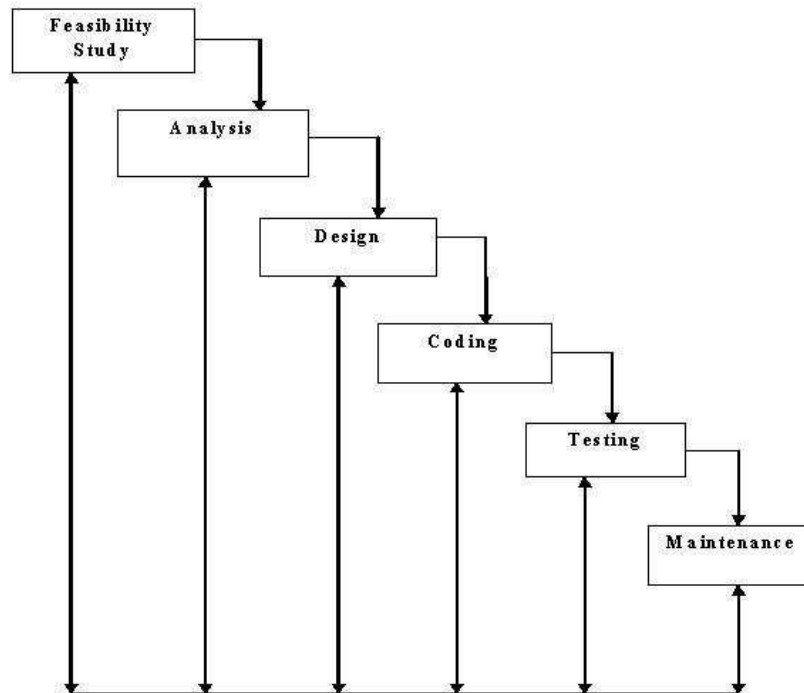 Feasibility
Study
Analysis
Design
Coding
Testing
Maintenance